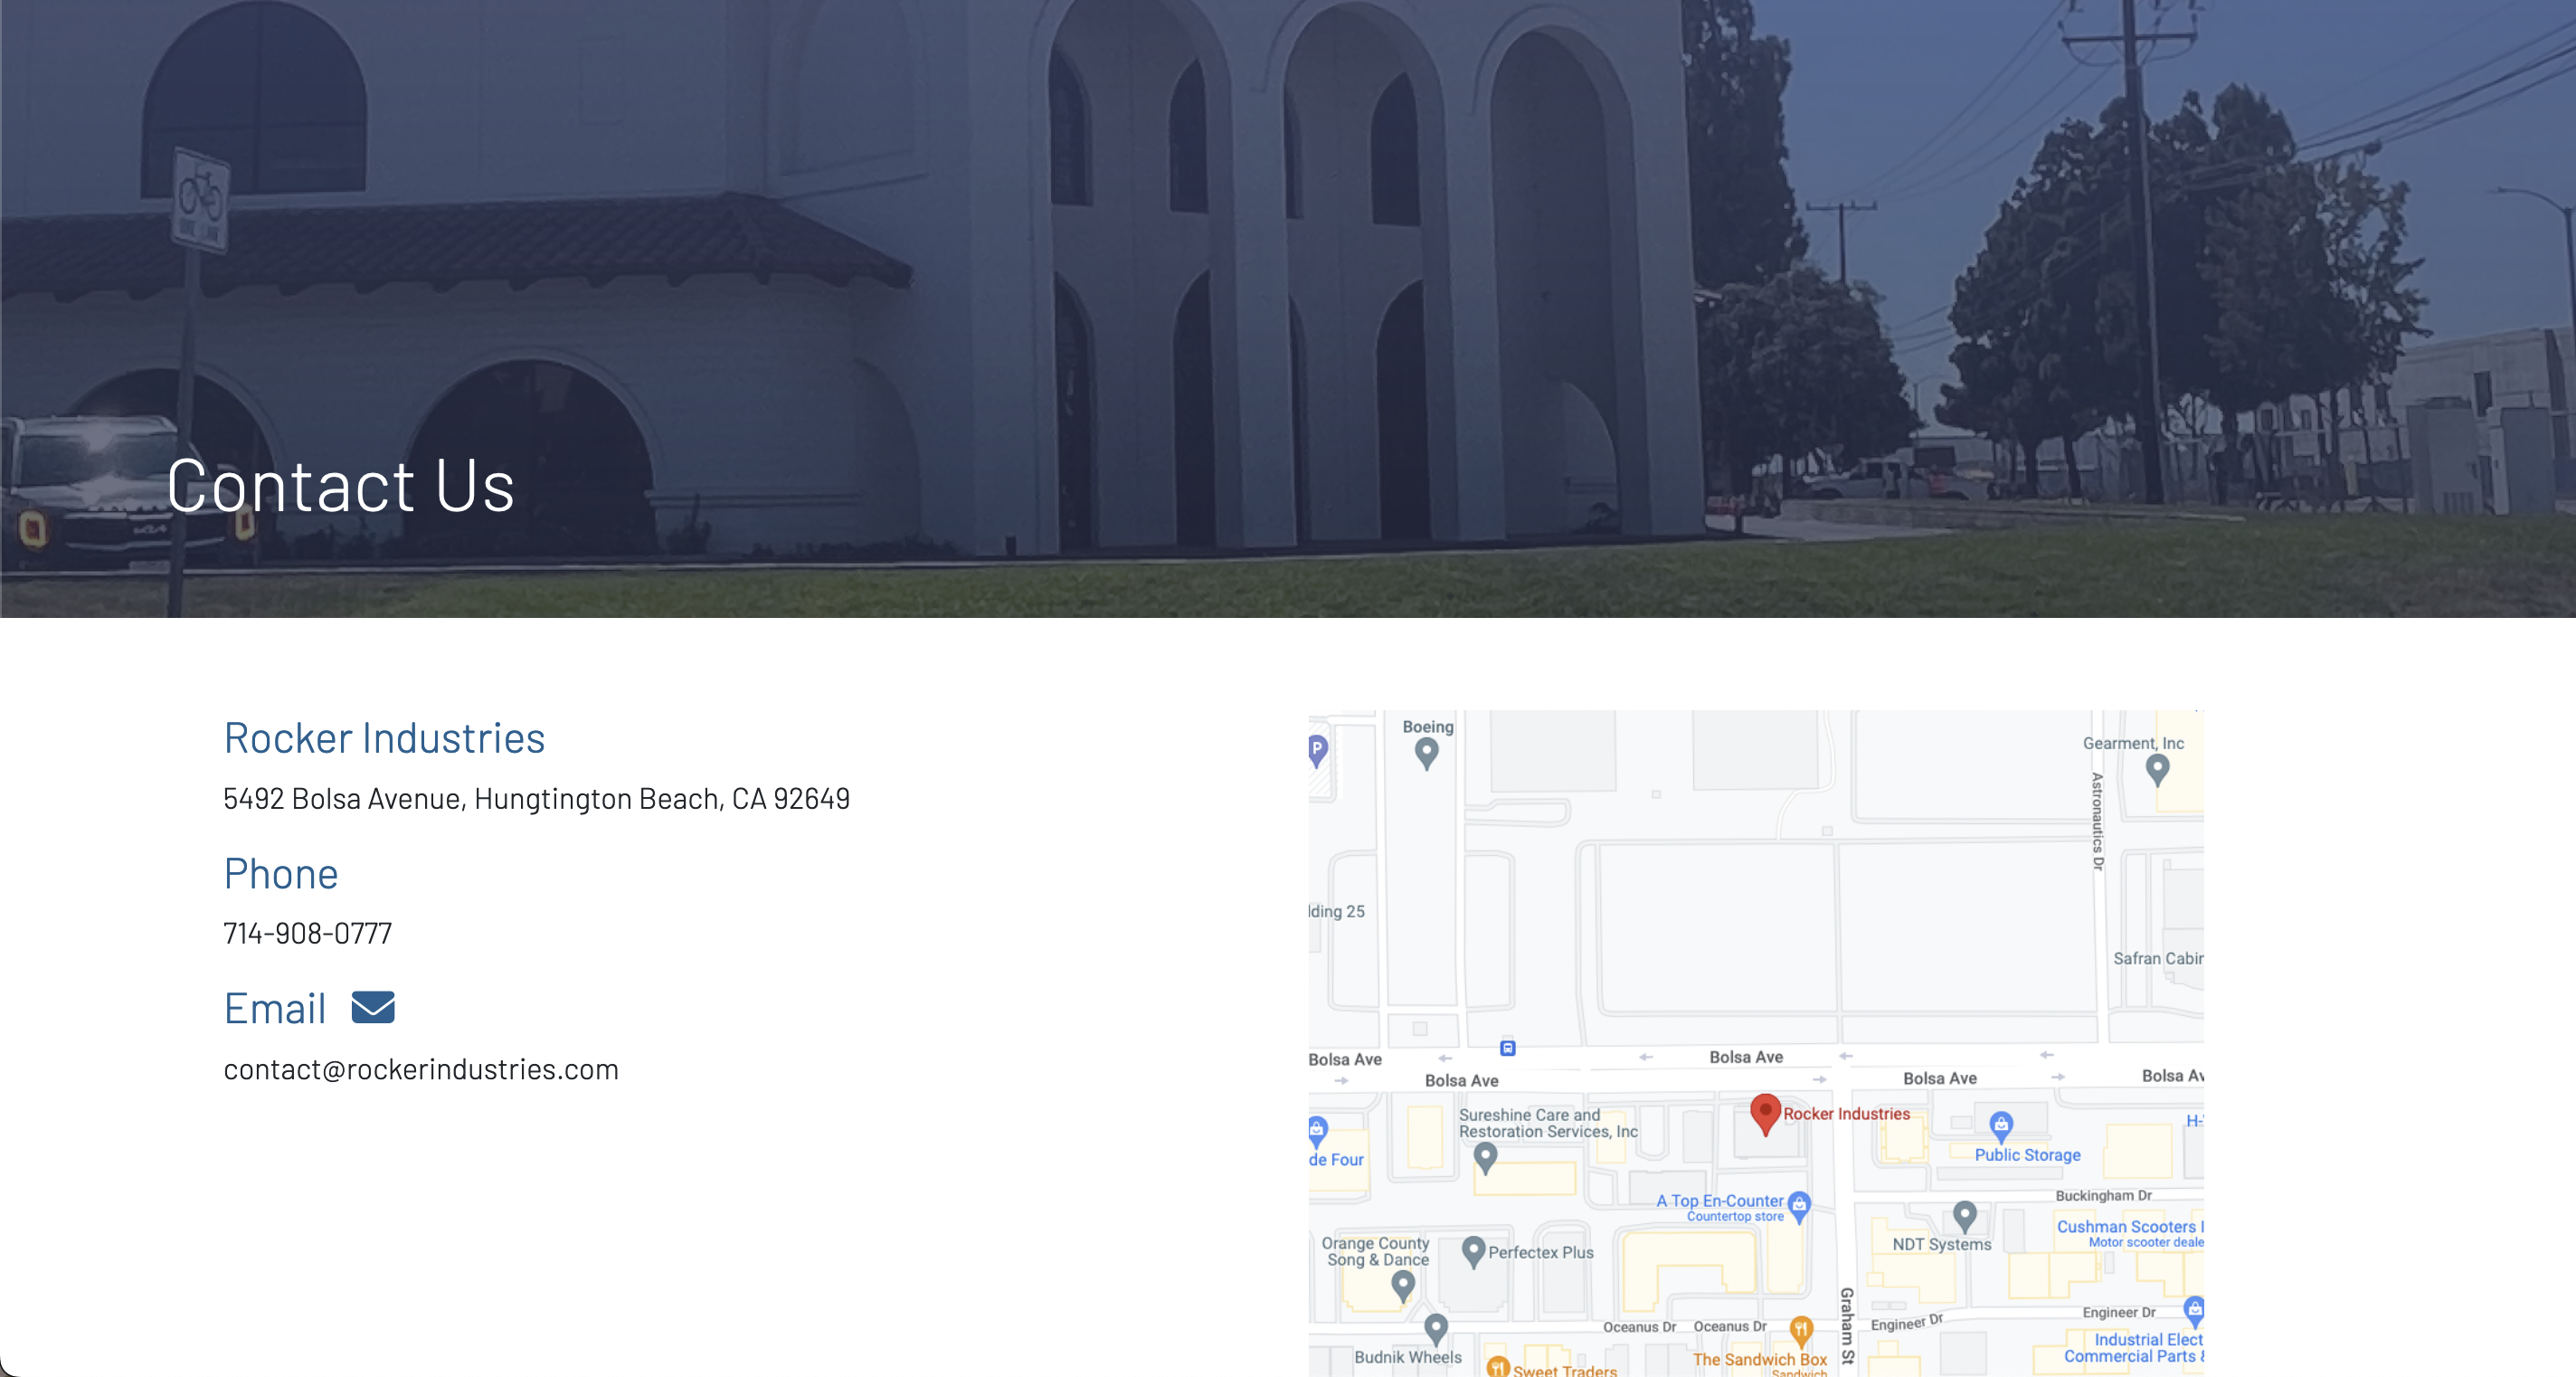 Contact Us
Rocker Industries
5492 Bolsa Avenue, Hungtington Beach, CA 92649
Phone
714-908-0777
Email
contact@rockerindustries.com
Boeing
P
Gearment, Inc
Astronautics Dr
lding 25
Safran Cabin
Bolsa Ave
Bolsa Ave
Bolsa Ave
Bolsa Ave
Bolsa Av
Sureshine Care and
Restoration Services, Inc
Rocker Industries
H-
de Four
Public Storage
Buckingham Dr
A Top En-Counter
Countertop store
Cushman Scooters
Motor scooter deale
NDT Systems
Orange County
Song & Dance
Perfectex Plus
Graham St
Oceanus Dr
Oceanus Dr
Engineer Dr
Engineer Dr
Budnik Wheels
Sweet Traders
The Sandwich Box
Sandwich
Industrial Elect
Commercial Parts &